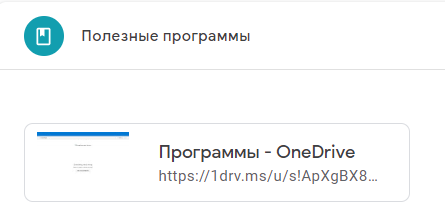 Полезные программы
Программы - OneDrive
https://1drv.ms/u/s!ApXgBX8...